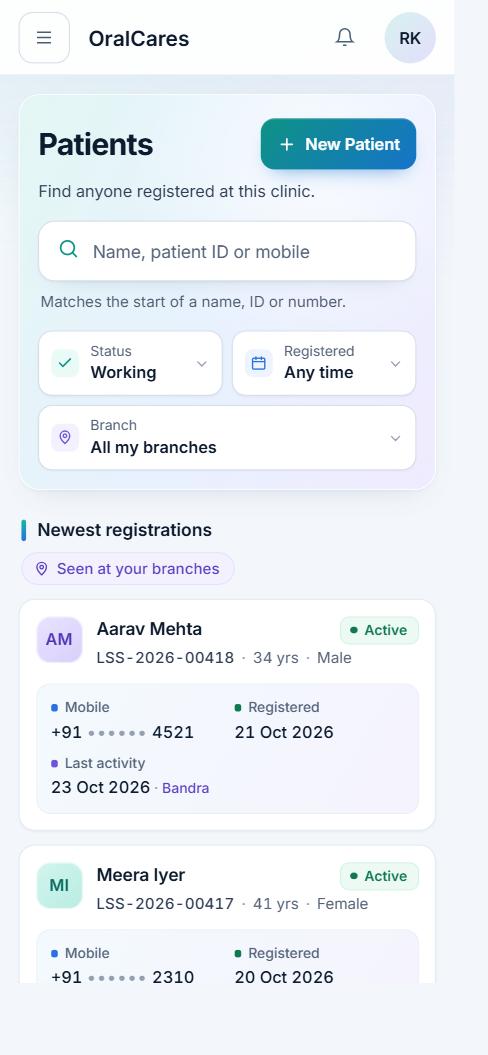 OralCares
RK
Patients
New Patient
Find anyone registered at this clinic.
Name, patient ID or mobile
Matches the start of a name, ID or number.
Status
Working
Registered
Any time
Branch
All my branches
Newest registrations
Seen at your branches
AM
Aarav Mehta
Active
LSS-2026-00418 · 34 yrs · Male
Mobile
+91 •••••• 4521
Registered
21 Oct 2026
Last activity
23 Oct 2026 · Bandra
MI
Meera Iyer
Active
LSS-2026-00417 · 41 yrs · Female
Mobile
+91 •••••• 2310
Registered
20 Oct 2026